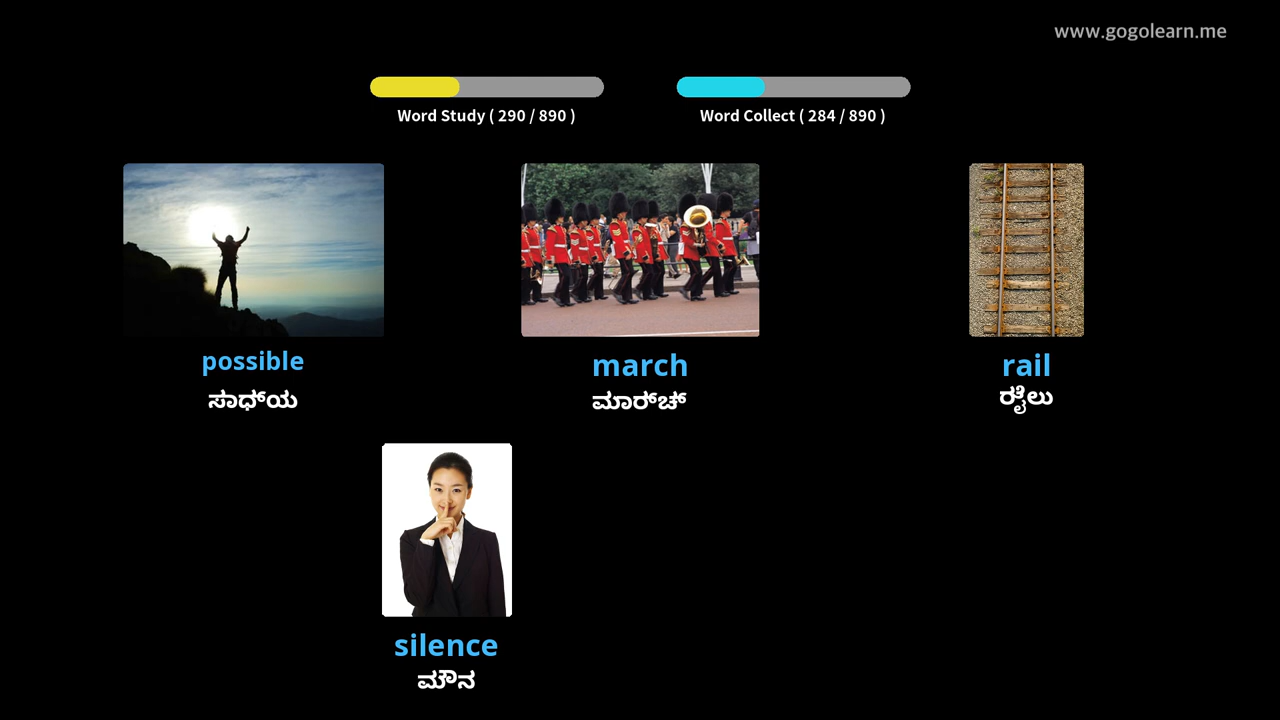 www.gogolearn.me
Word Study ( 290 / 890 )
Word Collect ( 284 / 890 )
possible
ಸಾಧ್‌ಯ
march
ಮಾರ್‌ಚ್
rail
ರೈಲು
silence
ಮೌನ